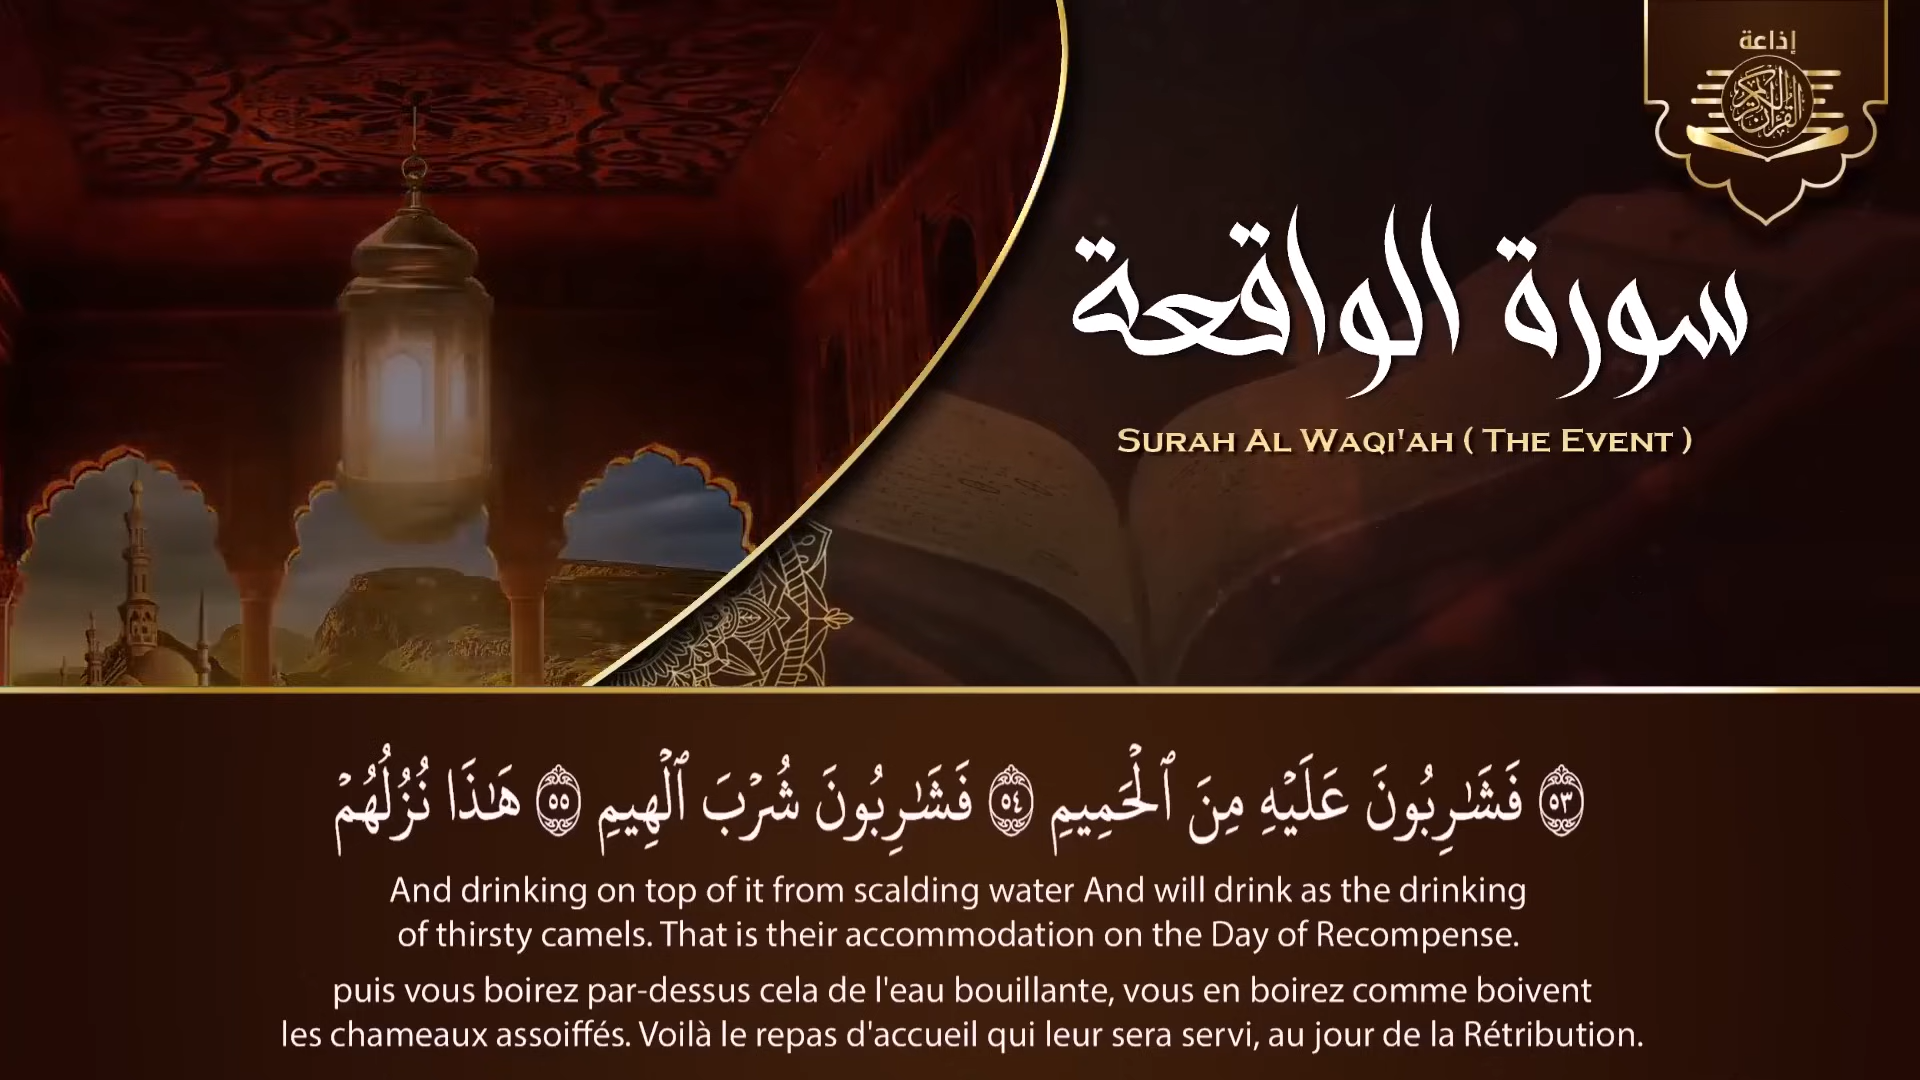 إذاعة
القرآن الكريم
سورة الواقعة
SURAH AL WAQI'AH ( THE EVENT )
۝٥٣ فَشَـٰرِبُونَ عَلَيْهِ مِنَ ٱلْحَمِيمِ ۝٥٤ فَشَـٰرِبُونَ شُرْبَ ٱلْهِيمِ ۝٥٥ هَـٰذَا نُزُلُهُمْ
And drinking on top of it from scalding water And will drink as the drinking
of thirsty camels. That is their accommodation on the Day of Recompense.
puis vous boirez par-dessus cela de l'eau bouillante, vous en boirez comme boivent
les chameaux assoiffés. Voilà le repas d'accueil qui leur sera servi, au jour de la Rétribution.